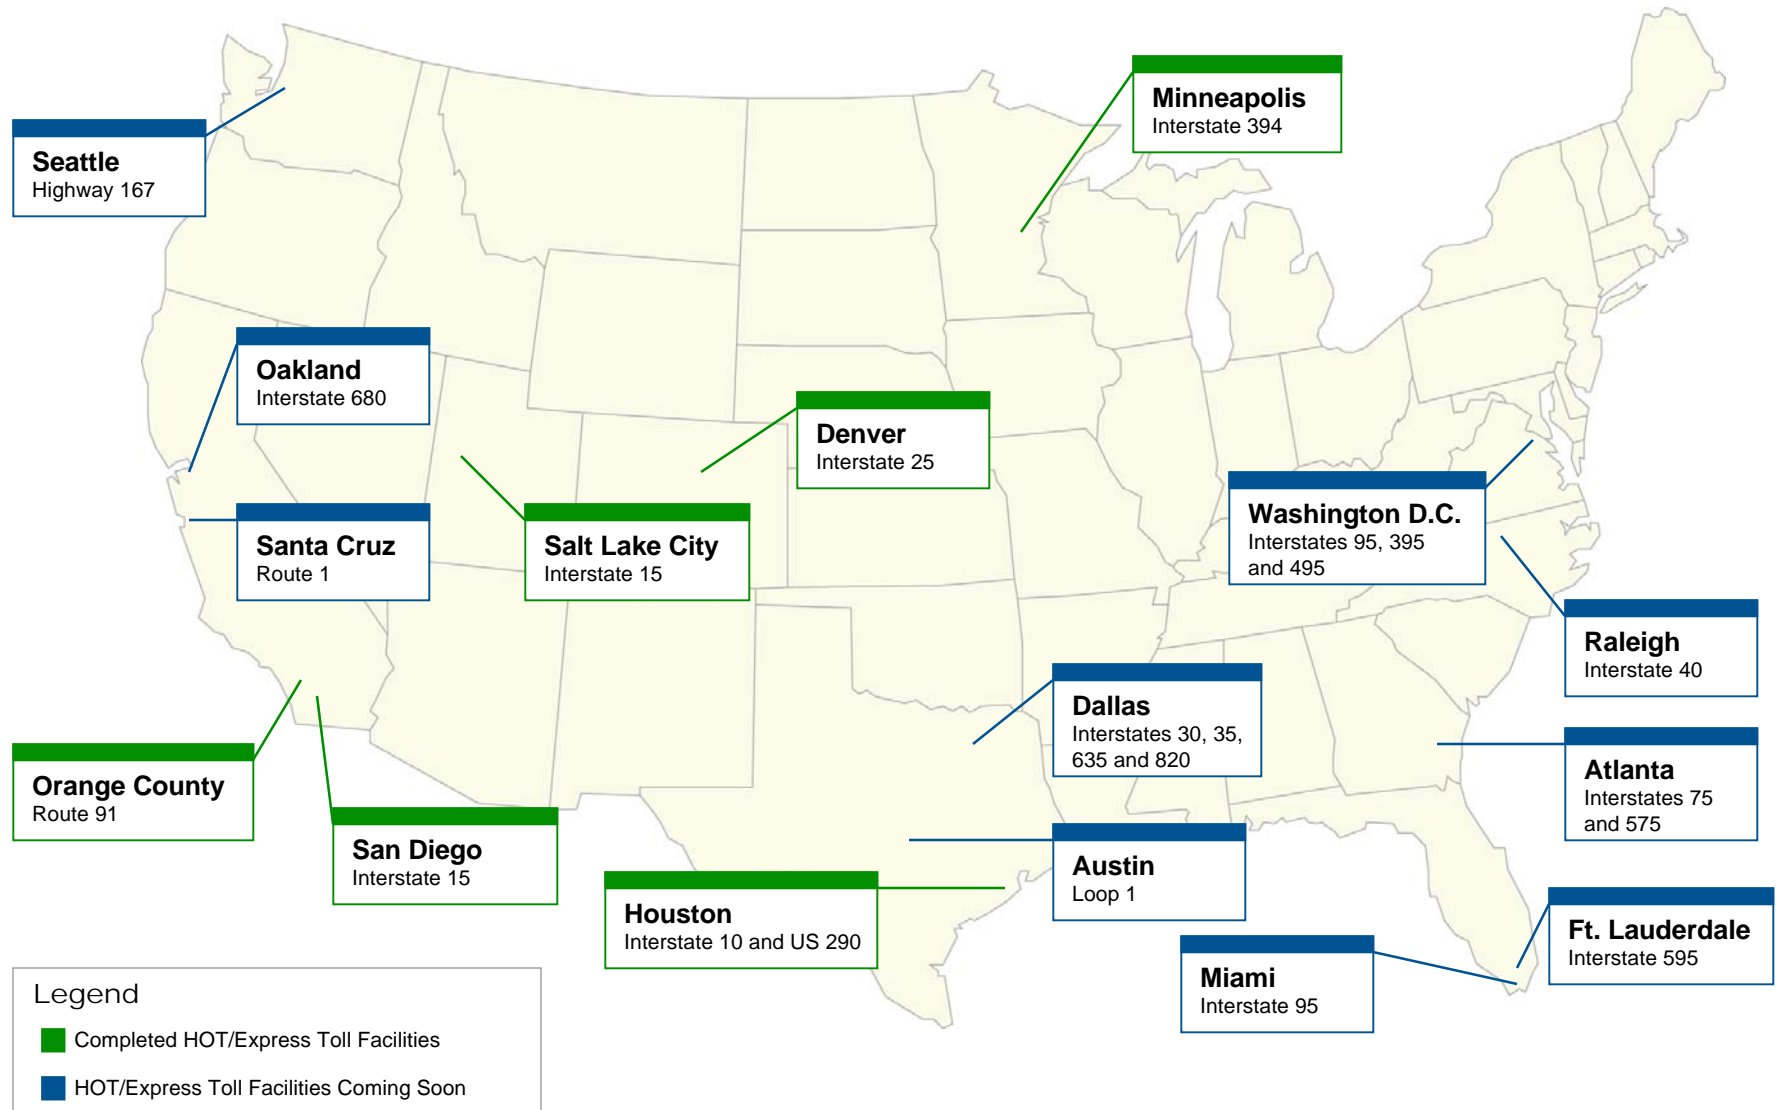 Minneapolis
Interstate 394
Seattle
Highway 167
Oakland
Interstate 680
Denver
Interstate 25
Washington D.C.
Interstates 95, 395
and 495
Santa Cruz
Route 1
Salt Lake City
Interstate 15
Raleigh
Interstate 40
Dallas
Interstates 30, 35,
635 and 820
Orange County
Route 91
Atlanta
Interstates 75
and 575
San Diego
Interstate 15
Austin
Loop 1
Houston
Interstate 10 and US 290
Ft. Lauderdale
Interstate 595
Miami
Interstate 95
Legend
Completed HOT/Express Toll Facilities
HOT/Express Toll Facilities Coming Soon